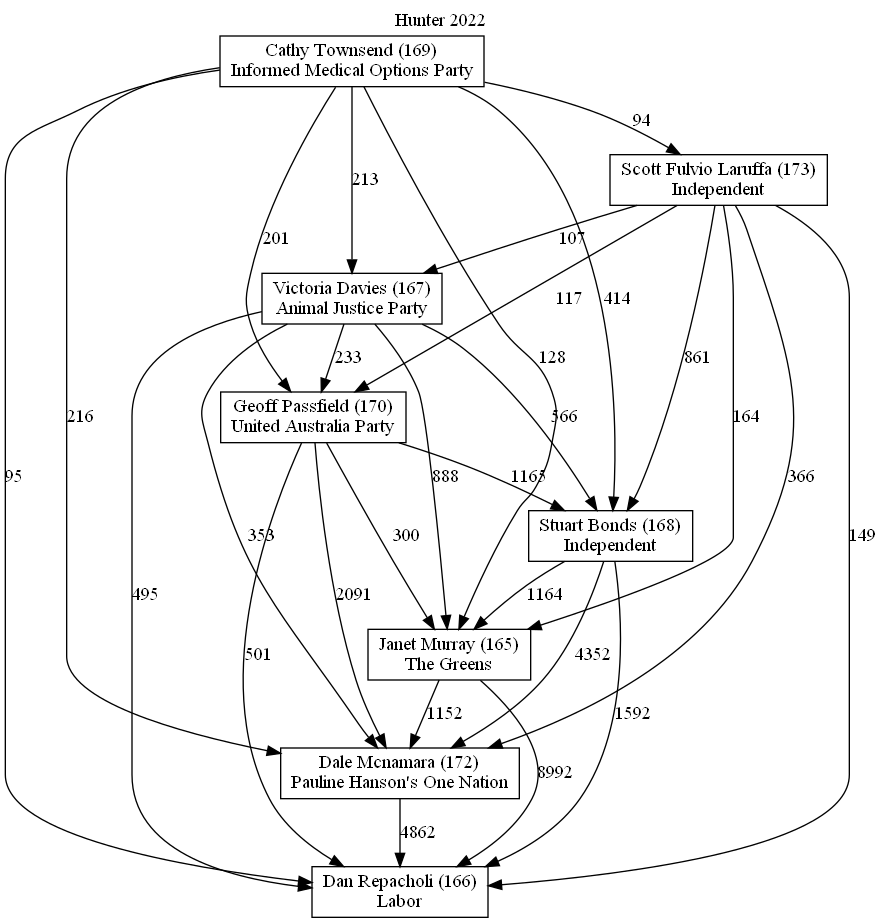 Hunter 2022
Cathy Townsend (169)
Informed Medical Options Party
94
Scott Fulvio Laruffa (173)
Independent
213
201
107
Victoria Davies (167)
Animal Justice Party
117
414
233
128
861
Geoff Passfield (170)
United Australia Party
216
566
164
95
888
1165
366
Stuart Bonds (168)
Independent
353
300
149
495
2091
1164
Janet Murray (165)
The Greens
501
4352
1152
1592
Dale Mcnamara (172)
Pauline Hanson's One Nation
8992
4862
Dan Repacholi (166)
Labor